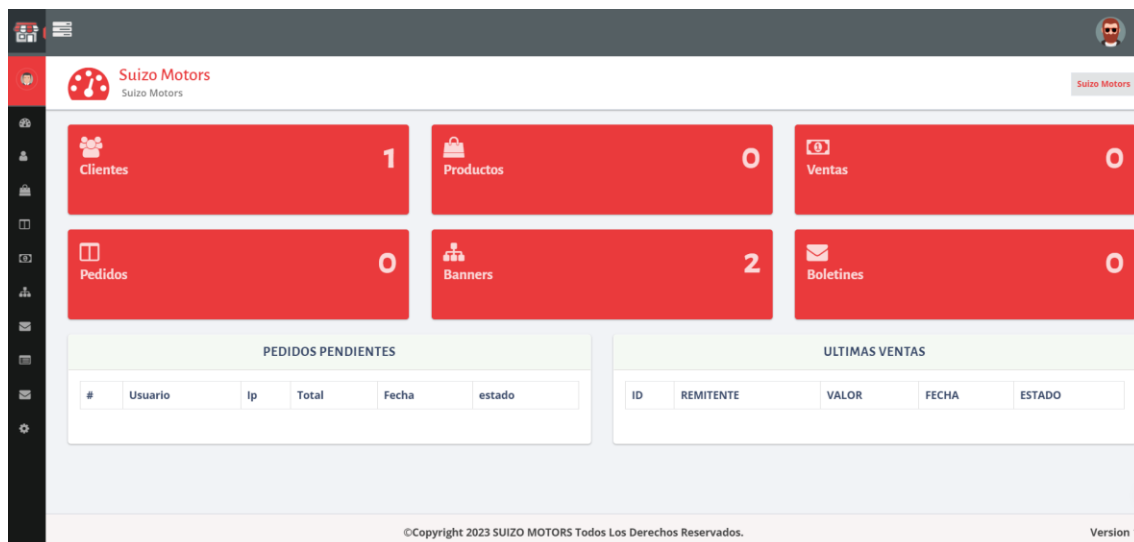 Suizo Motors
Suizo Motors
Suizo Motors
Clientes
1
Productos
0
Ventas
0
Pedidos
0
Banners
2
Boletines
0
PEDIDOS PENDIENTES
# Usuario Ip Total Fecha estado
ULTIMAS VENTAS
ID REMITENTE VALOR FECHA ESTADO
©Copyright 2023 SUIZO MOTORS Todos Los Derechos Reservados.
Version